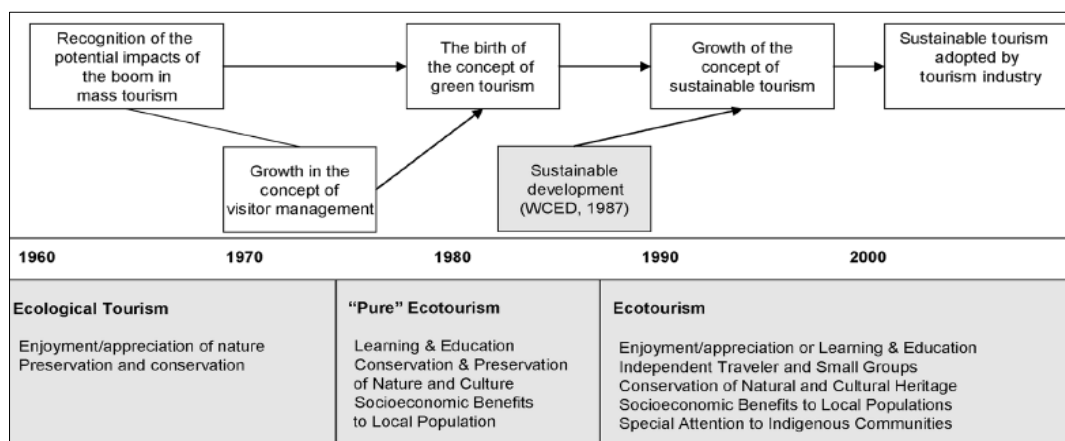 Recognition of the
potential impacts of
the boom in
mass tourism
The birth of
the concept of
green tourism
Growth of the
concept of
sustainable tourism
Sustainable tourism
adopted by
tourism industry
Growth in the
concept of
visitor management
Sustainable
development
(WCED, 1987)
1960 1970 1980 1990 2000
Ecological Tourism
Enjoyment/appreciation of nature
Preservation and conservation
“Pure” Ecotourism
Learning & Education
Conservation & Preservation
of Nature and Culture
Socioeconomic Benefits
to Local Population
Ecotourism
Enjoyment/appreciation or Learning & Education
Independent Traveler and Small Groups
Conservation of Natural and Cultural Heritage
Socioeconomic Benefits to Local Populations
Special Attention to Indigenous Communities